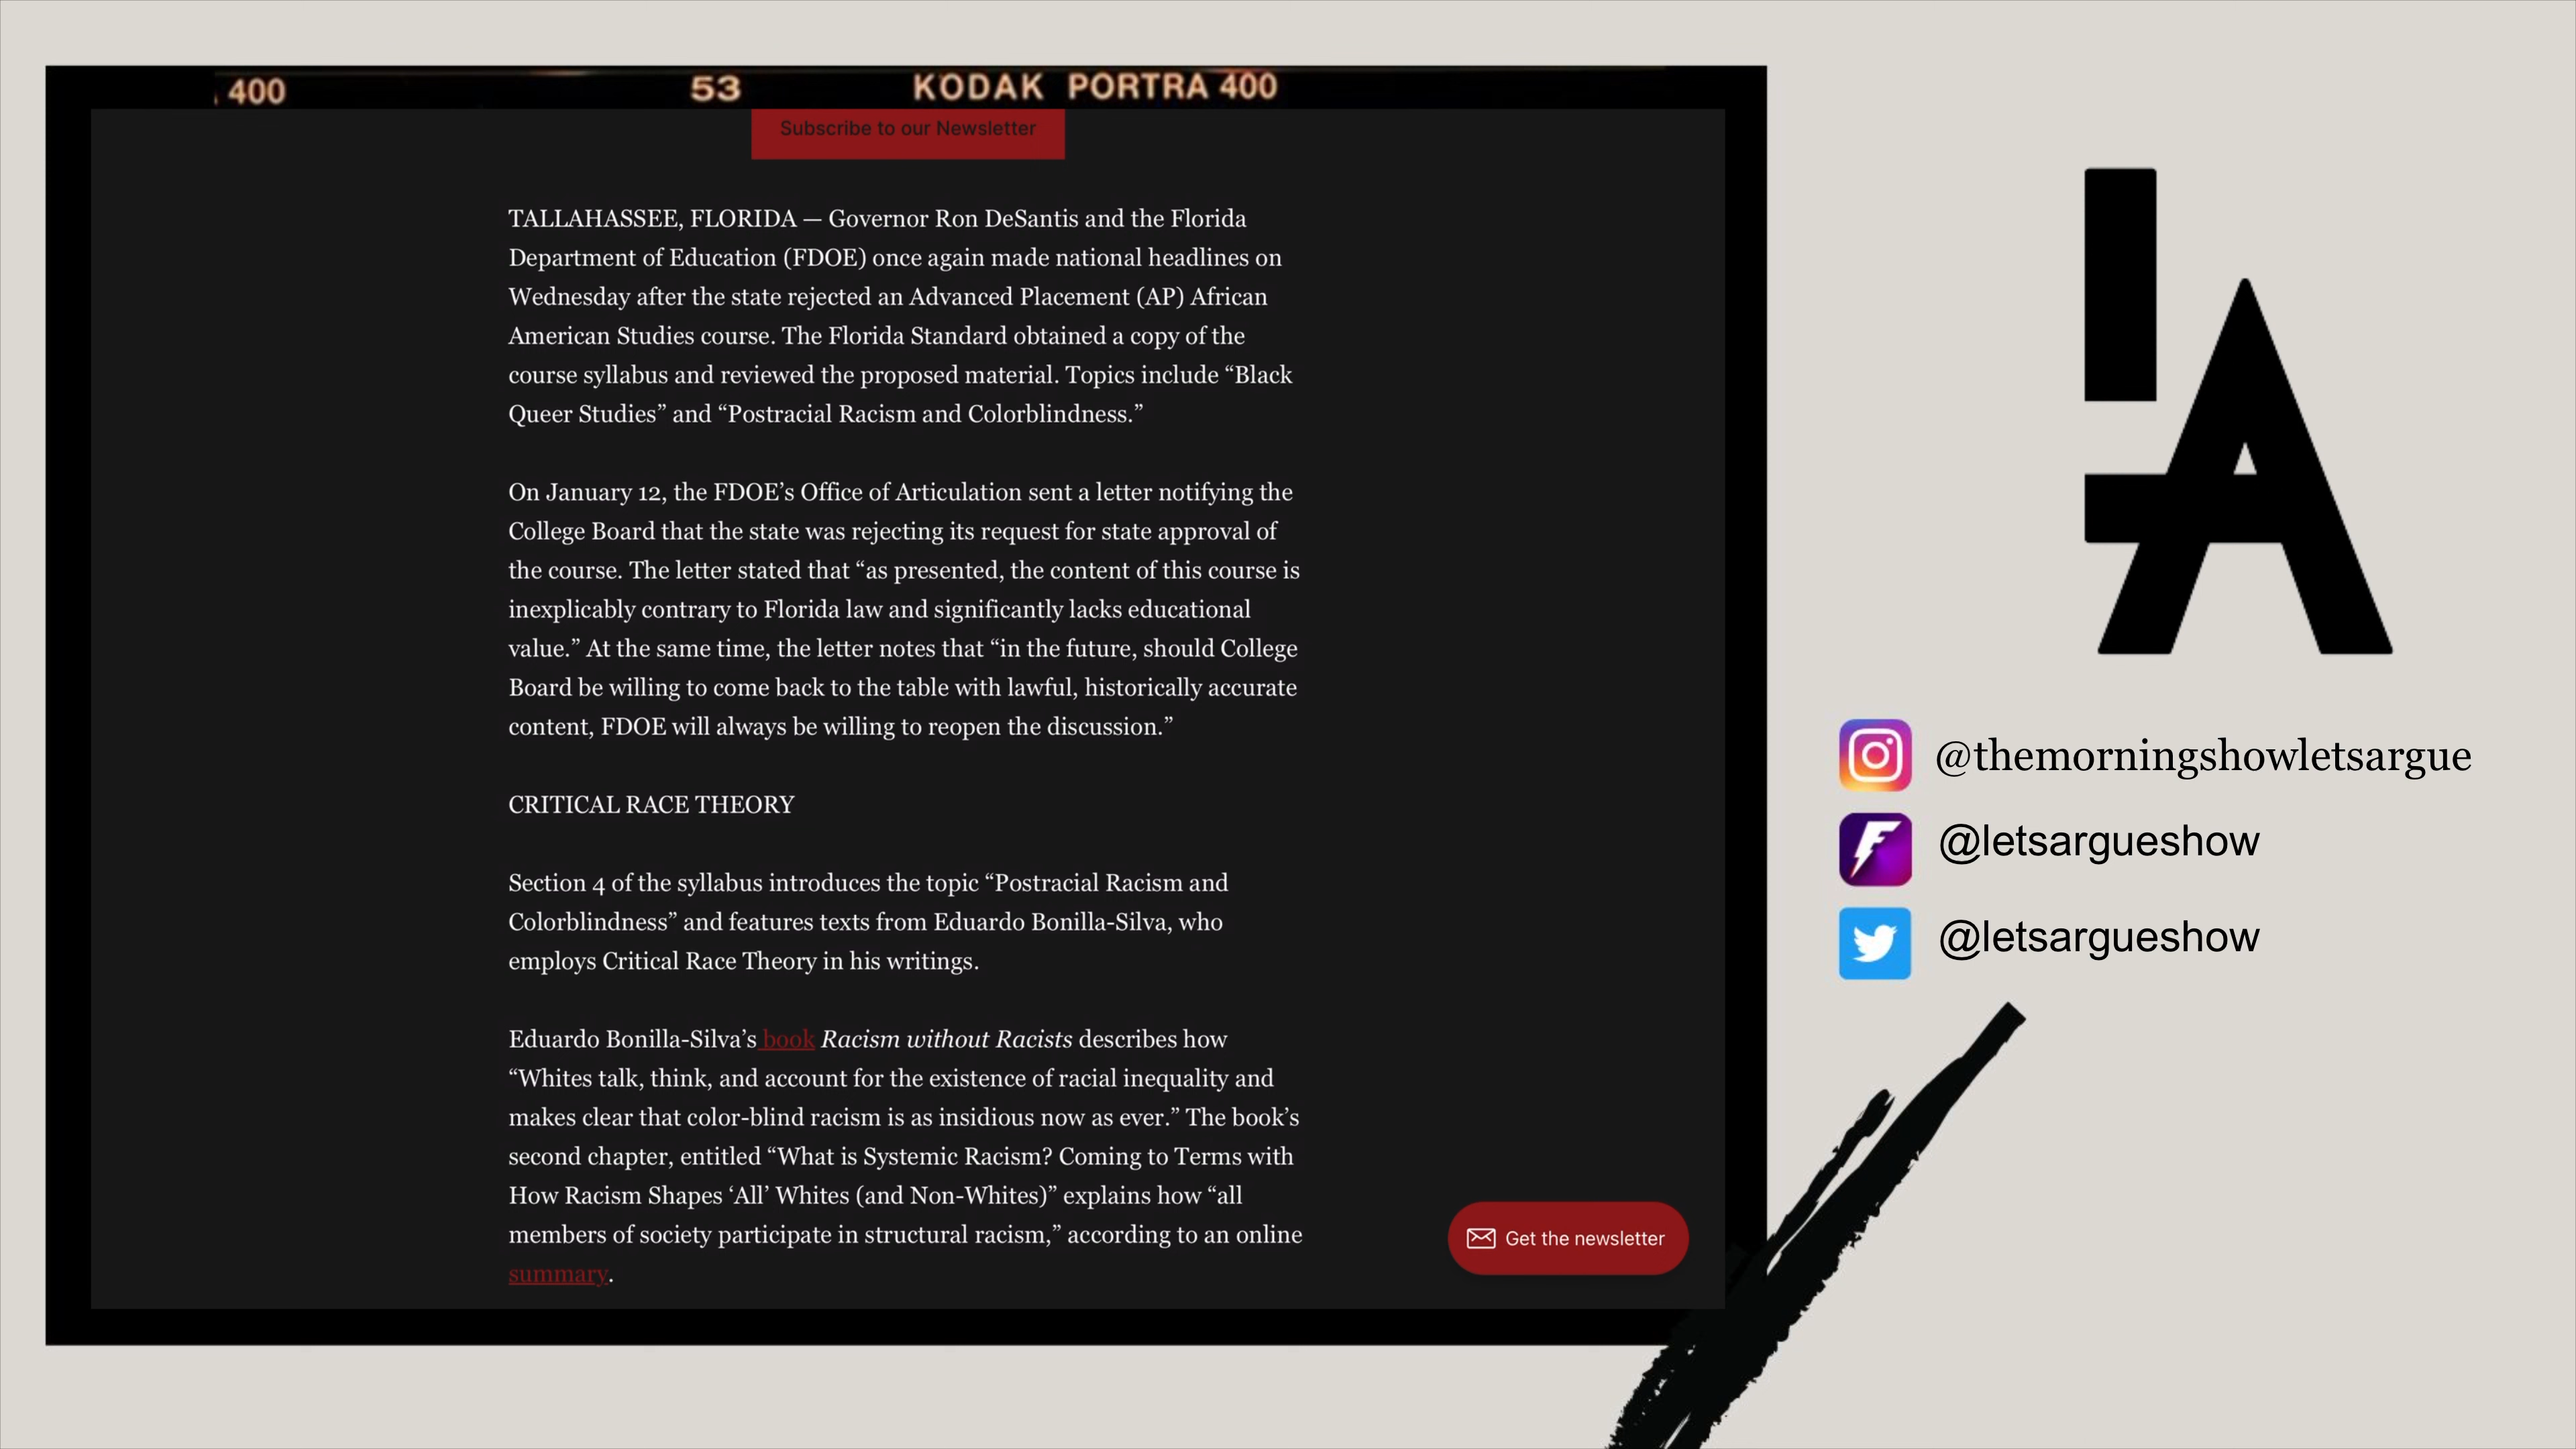 400
53
KODAK PORTRA 400
Subscribe to our Newsletter
TALLAHASSEE, FLORIDA — Governor Ron DeSantis and the Florida
Department of Education (FDOE) once again made national headlines on
Wednesday after the state rejected an Advanced Placement (AP) African
American Studies course. The Florida Standard obtained a copy of the
course syllabus and reviewed the proposed material. Topics include “Black
Queer Studies” and “Postracial Racism and Colorblindness.”
On January 12, the FDOE’s Office of Articulation sent a letter notifying the
College Board that the state was rejecting its request for state approval of
the course. The letter stated that “as presented, the content of this course is
inexplicably contrary to Florida law and significantly lacks educational
value.” At the same time, the letter notes that “in the future, should College
Board be willing to come back to the table with lawful, historically accurate
content, FDOE will always be willing to reopen the discussion.”
CRITICAL RACE THEORY
Section 4 of the syllabus introduces the topic “Postracial Racism and
Colorblindness” and features texts from Eduardo Bonilla-Silva, who
employs Critical Race Theory in his writings.
Eduardo Bonilla-Silva’s book Racism without Racists describes how
“Whites talk, think, and account for the existence of racial inequality and
makes clear that color-blind racism is as insidious now as ever.” The book’s
second chapter, entitled “What is Systemic Racism? Coming to Terms with
How Racism Shapes ‘All’ Whites (and Non-Whites)” explains how “all
members of society participate in structural racism,” according to an online
summary.
Get the newsletter
LA
@themorningshowletsargue
@letsargueshow
@letsargueshow